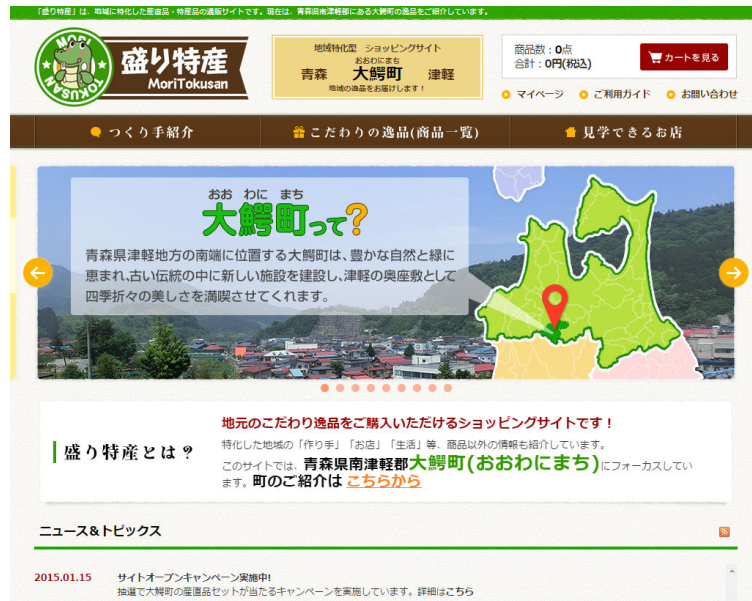 「盛り特産」は、地域に特化した産直品・特産品の通販サイトです。現在は、青森県南津軽郡にある大鰐町の逸品をご紹介しています。
MORI
TOKUSAN
盛り特産
MoriTokusan
地域特化型 ショッピングサイト
おおわにまち
青森 大鰐町 津軽
地域の逸品をお届けします！
商品数：0点
合計：0円(税込)
カートを見る
マイページ ご利用ガイド お問い合わせ
つくり手紹介 こだわりの逸品(商品一覧) 見学できるお店
おお わに まち
大鰐町って?
青森県津軽地方の南端に位置する大鰐町は、豊かな自然と緑に
恵まれ、古い伝統の中に新しい施設を建設し、津軽の奥座敷として
四季折々の美しさを満喫させてくれます。
盛り特産とは？
地元のこだわり逸品をご購入いただけるショッピングサイトです！
特化した地域の「作り手」「お店」「生活」等、商品以外の情報も紹介しています。
このサイトでは、青森県南津軽郡大鰐町(おおわにまち)にフォーカスしてい
ます。町のご紹介は こちらから
ニュース&トピックス
2015.01.15 サイトオープンキャンペーン実施中!
抽選で大鰐町の産直品セットが当たるキャンペーンを実施しています。詳細はこちら